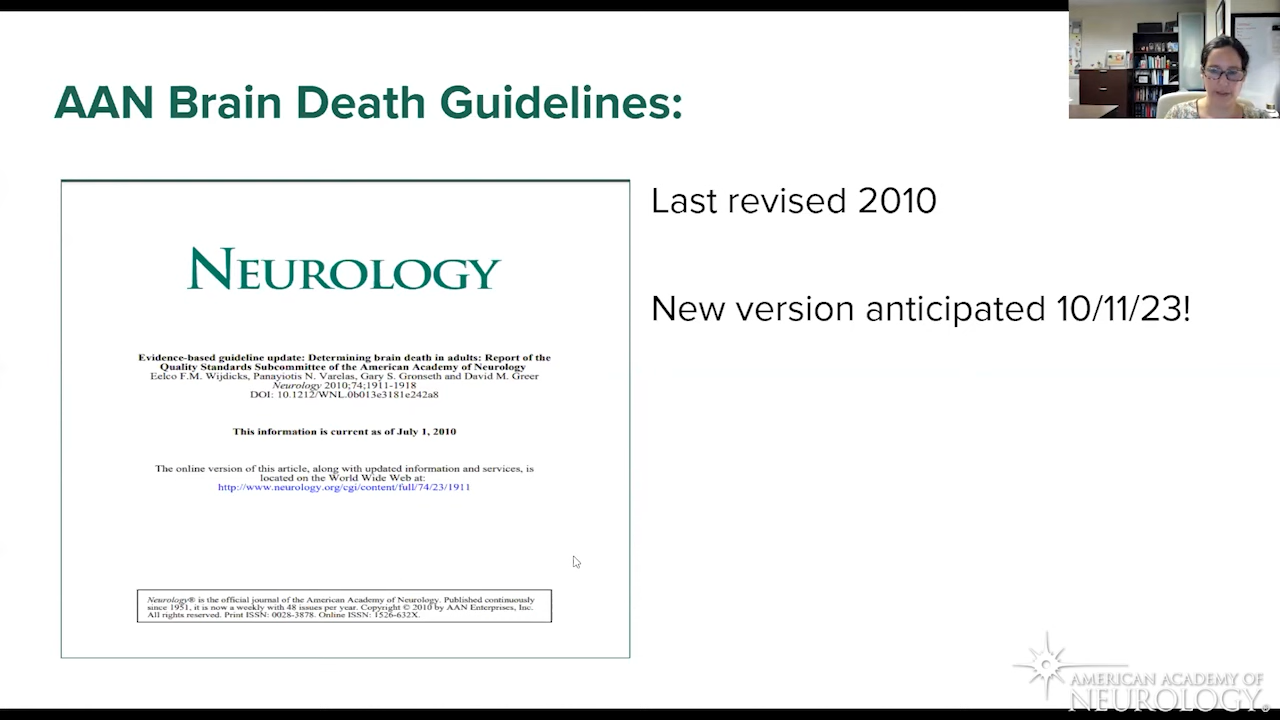 AAN Brain Death Guidelines:
NEUROLOGY
Evidence-based guideline update: Determining brain death in adults: Report of the
Quality Standards Subcommittee of the American Academy of Neurology
Eelco F.M. Wijdicks, Panayiotis N. Varelas, Gary S. Gronseth and David M. Greer
Neurology 2010;74;1911-1918
DOI: 10.1212/WNL.0b013e3181e242a8
This information is current as of July 1, 2010
The online version of this article, along with updated information and services, is
located on the World Wide Web at:
http://www.neurology.org/cgi/content/full/74/23/1911
Neurology® is the official journal of the American Academy of Neurology. Published continuously
since 1951, it is now a weekly with 48 issues per year. Copyright © 2010 by AAN Enterprises, Inc.
All rights reserved. Print ISSN: 0028-3878. Online ISSN: 1526-632X.
Last revised 2010
New version anticipated 10/11/23!
AMERICAN ACADEMY OF
NEUROLOGY®